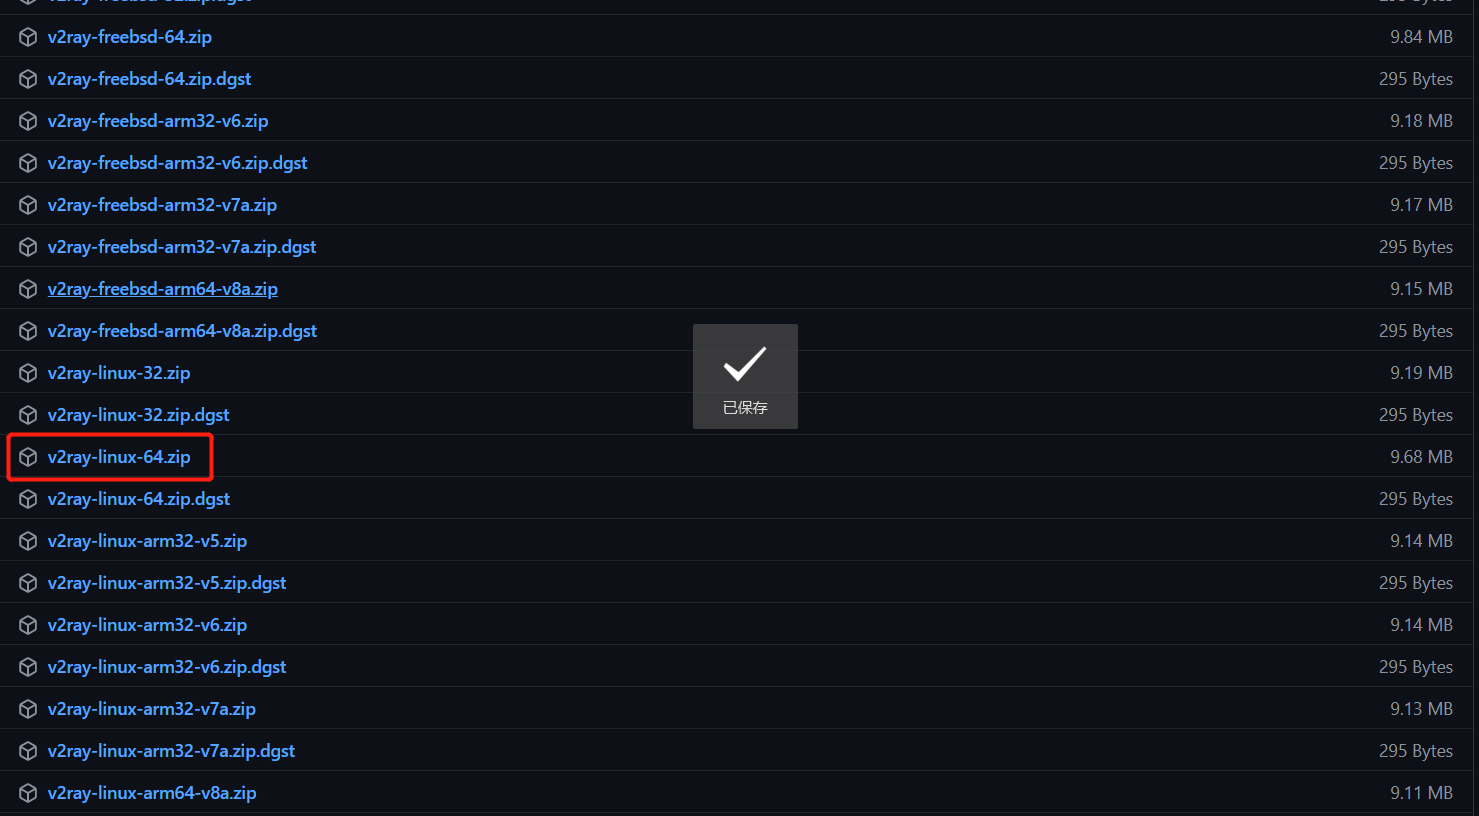 v2ray-freebsd-64.zip 9.84 MB
v2ray-freebsd-64.zip.dgst 295 Bytes
v2ray-freebsd-arm32-v6.zip 9.18 MB
v2ray-freebsd-arm32-v6.zip.dgst 295 Bytes
v2ray-freebsd-arm32-v7a.zip 9.17 MB
v2ray-freebsd-arm32-v7a.zip.dgst 295 Bytes
v2ray-freebsd-arm64-v8a.zip 9.15 MB
v2ray-freebsd-arm64-v8a.zip.dgst 295 Bytes
v2ray-linux-32.zip 9.19 MB
已保存
v2ray-linux-32.zip.dgst 295 Bytes
v2ray-linux-64.zip 9.68 MB
v2ray-linux-64.zip.dgst 295 Bytes
v2ray-linux-arm32-v5.zip 9.14 MB
v2ray-linux-arm32-v5.zip.dgst 295 Bytes
v2ray-linux-arm32-v6.zip 9.14 MB
v2ray-linux-arm32-v6.zip.dgst 295 Bytes
v2ray-linux-arm32-v7a.zip 9.13 MB
v2ray-linux-arm32-v7a.zip.dgst 295 Bytes
v2ray-linux-arm64-v8a.zip 9.11 MB